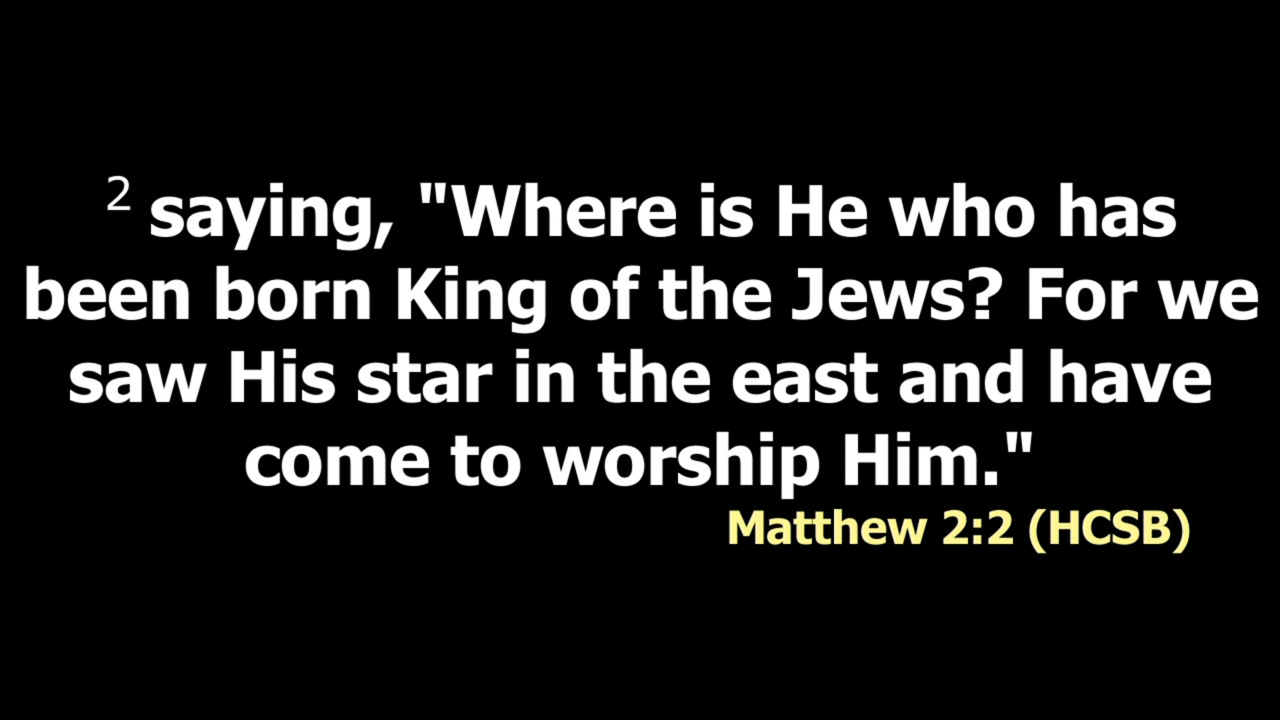 2 saying, "Where is He who has
been born King of the Jews? For we
saw His star in the east and have
come to worship Him."
Matthew 2:2 (HCSB)